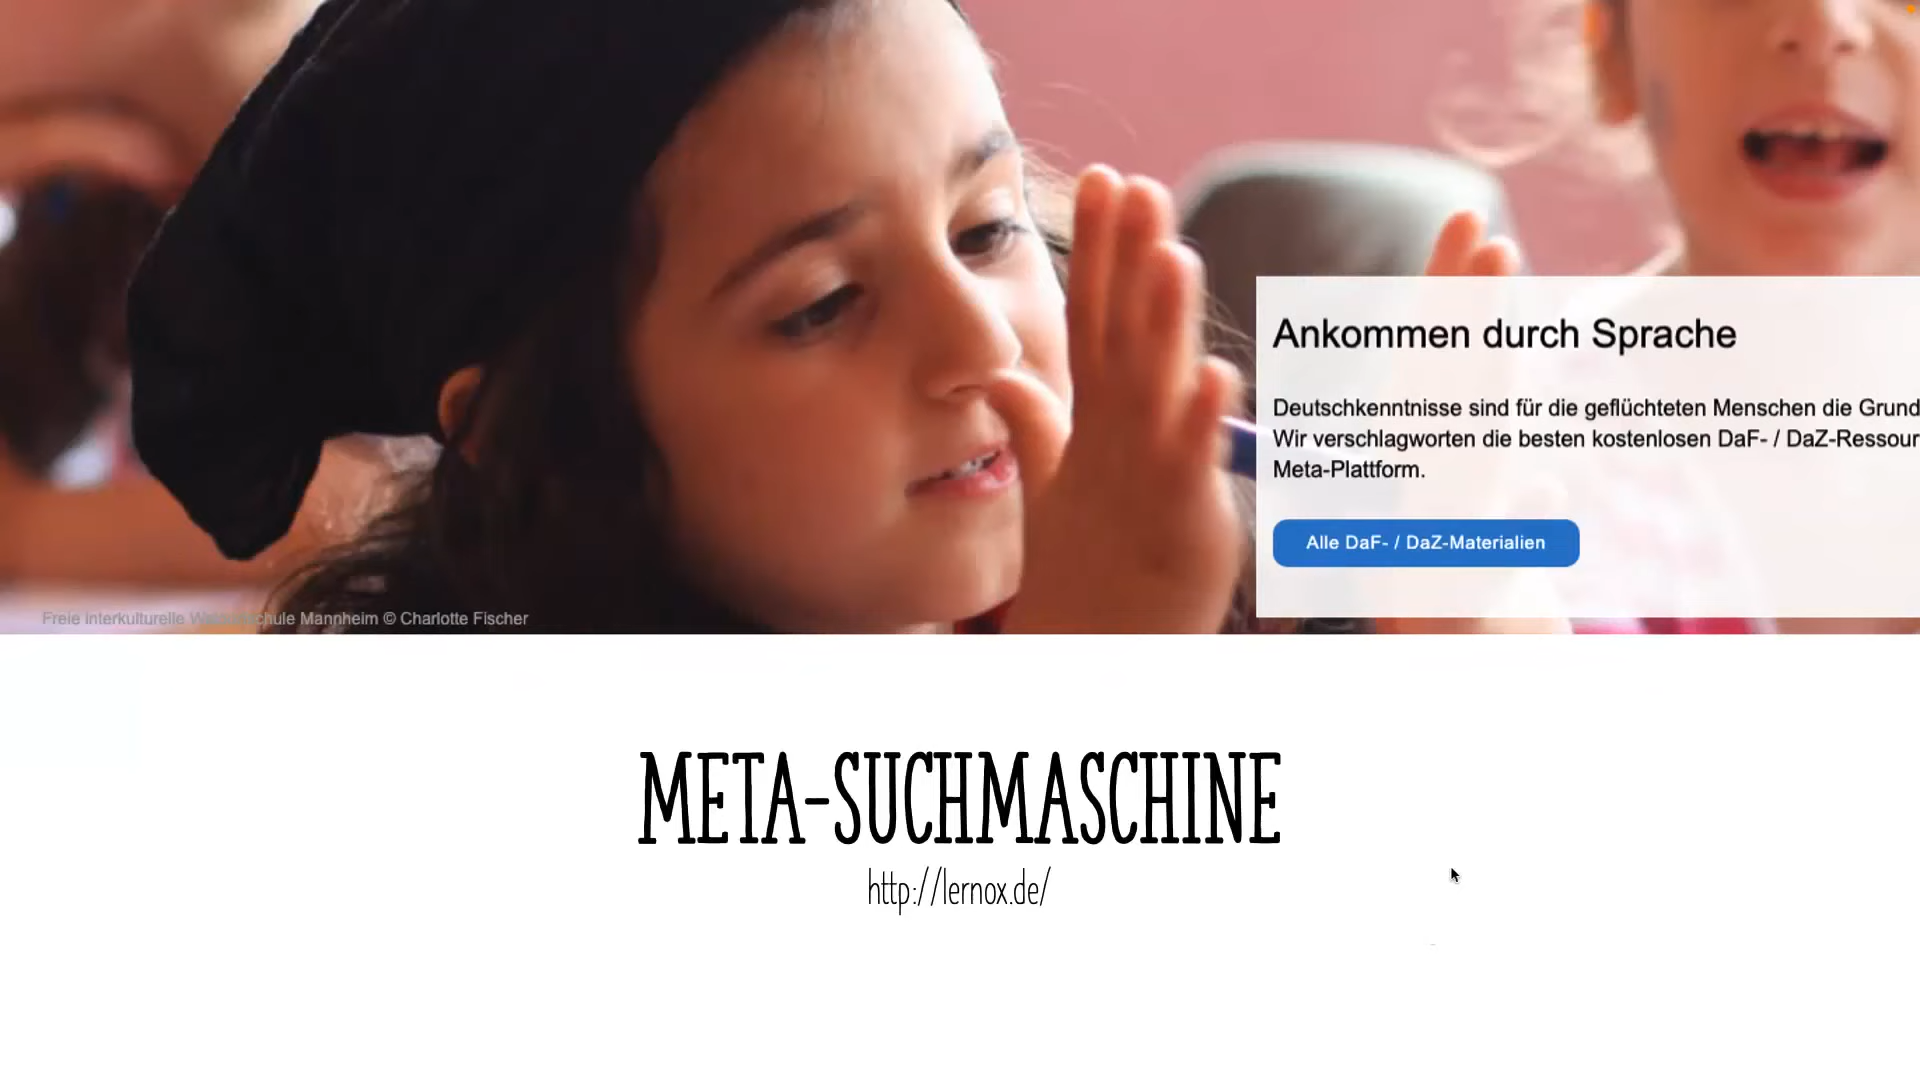 Ankommen durch Sprache
Deutschkenntnisse sind für die geflüchteten Menschen die Grund
Wir verschlagworten die besten kostenlosen DaF- / DaZ-Ressour
Meta-Plattform.
Alle DaF- / DaZ-Materialien
Freie interkulturelle Waldorfschule Mannheim © Charlotte Fischer
META-SUCHMASCHINE
http://lernox.de/